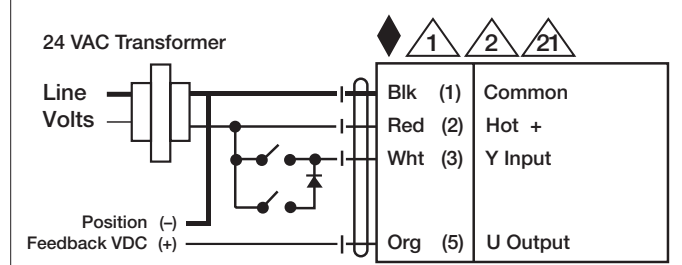 24 VAC Transformer
1 2 21
Line
Volts
Blk (1) Common
Red (2) Hot +
Wht (3) Y Input
Position (–)
Feedback VDC (+)
Org (5) U Output